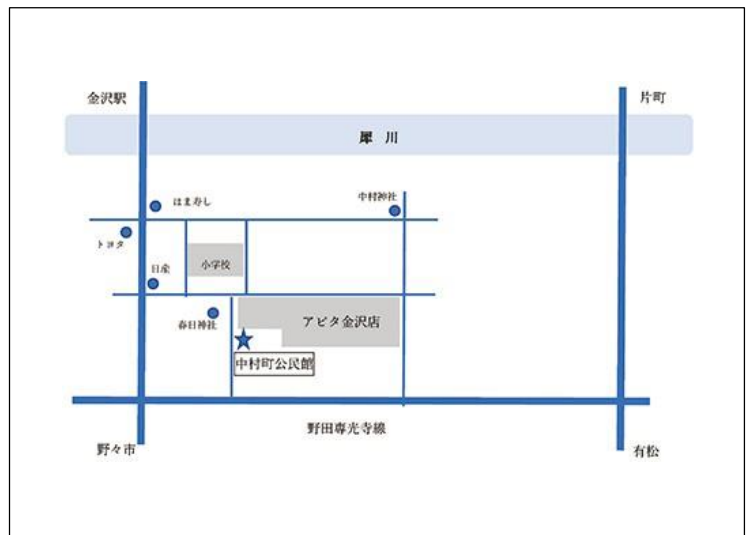 金沢駅
片町
犀 川
はま寿し
中村神社
トヨタ
日産
小学校
春日神社
アピタ金沢店
中村町公民館
野田専光寺線
野々市
有松